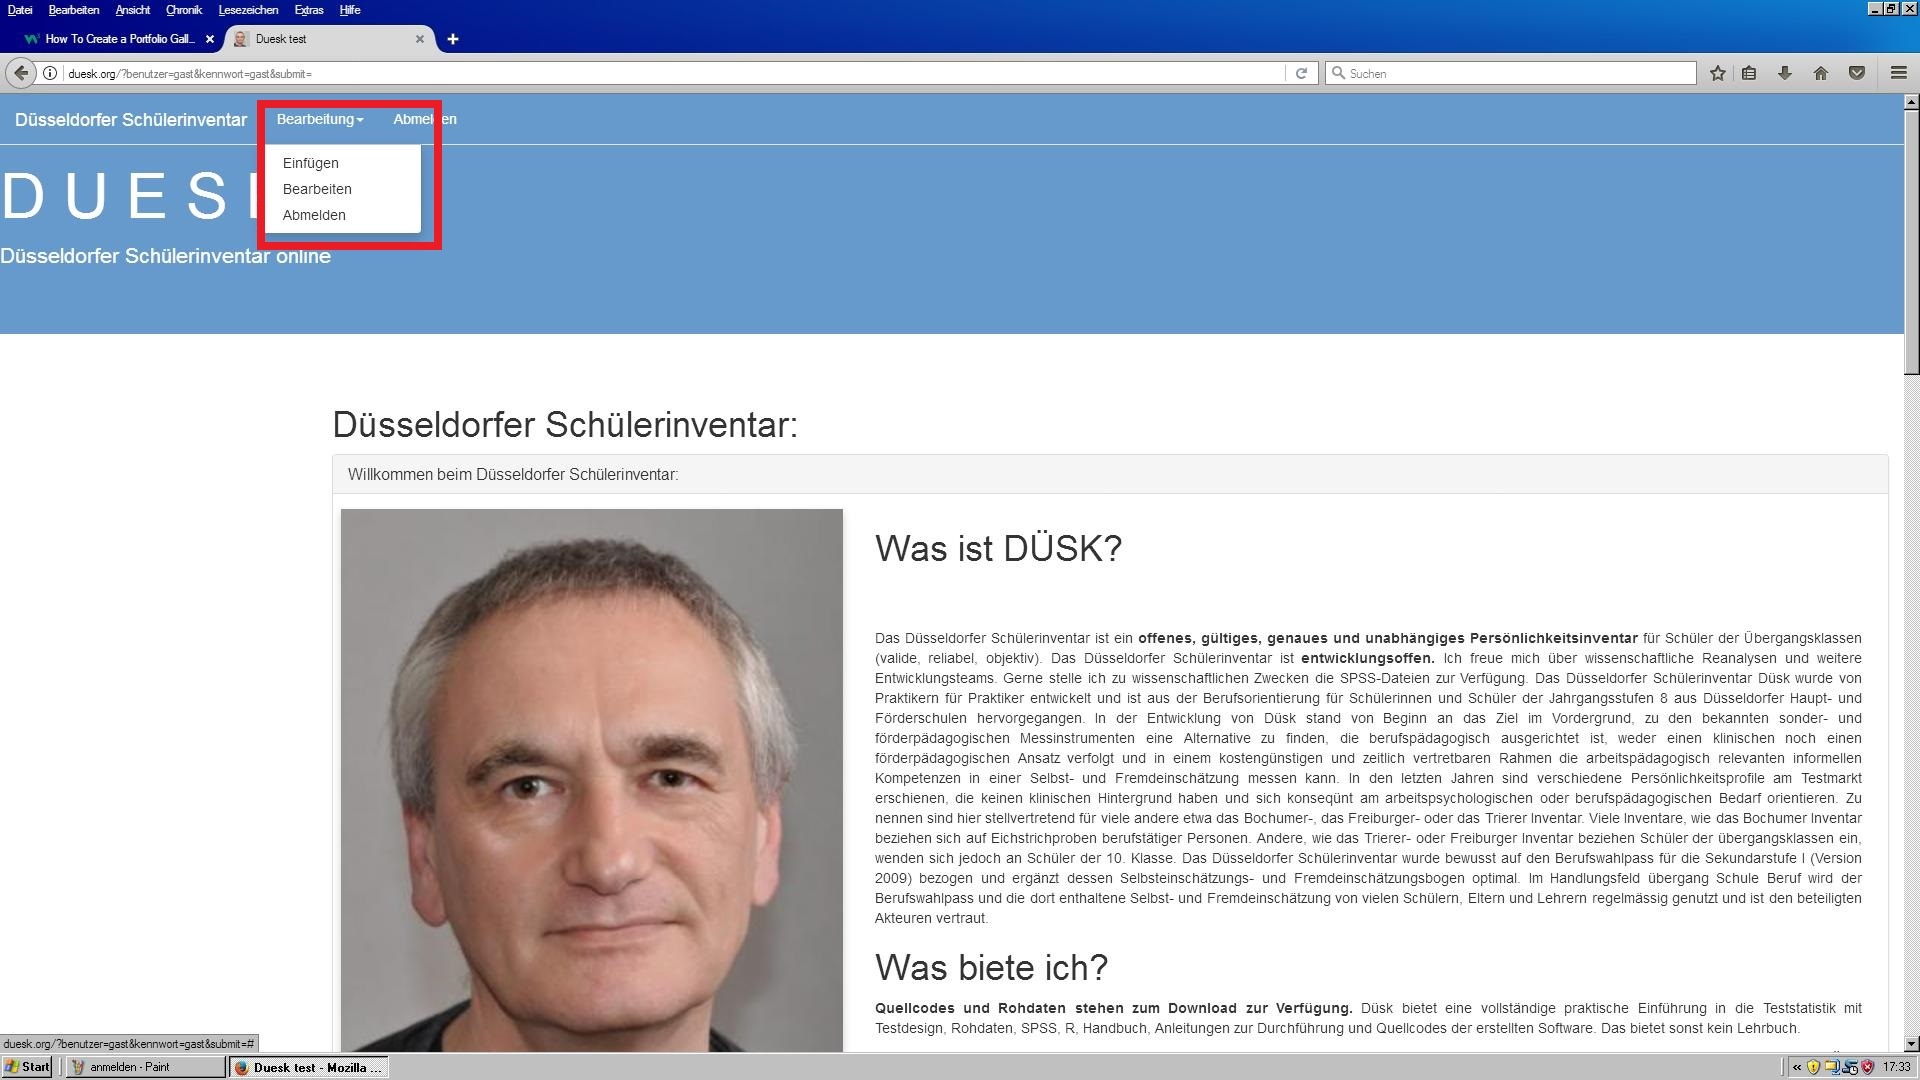 Datei Bearbeiten Ansicht Chronik Lesezeichen Extras Hilfe
How To Create a Portfolio Gall... Duesk test
duesk.org/?benutzer=gast&kennwort=gast&submit= Suchen
Düsseldorfer Schülerinventar Bearbeitung Abmelden
Einfügen
Bearbeiten
Abmelden
D U E S
Düsseldorfer Schülerinventar online
Düsseldorfer Schülerinventar:
Willkommen beim Düsseldorfer Schülerinventar:
Was ist DÜSK?
Das Düsseldorfer Schülerinventar ist ein offenes, gültiges, genaues und unabhängiges Persönlichkeitsinventar für Schüler der Übergangsklassen
(valide, reliabel, objektiv). Das Düsseldorfer Schülerinventar ist entwicklungsoffen. Ich freue mich über wissenschaftliche Reanalysen und weitere
Entwicklungsteams. Gerne stelle ich zu wissenschaftlichen Zwecken die SPSS-Dateien zur Verfügung. Das Düsseldorfer Schülerinventar Düsk wurde von
Praktikern für Praktiker entwickelt und ist aus der Berufsorientierung für Schülerinnen und Schüler der Jahrgangsstufen 8 aus Düsseldorfer Haupt- und
Förderschulen hervorgegangen. In der Entwicklung von Düsk stand von Beginn an das Ziel im Vordergrund, zu den bekannten sonder- und
förderpädagogischen Messinstrumenten eine Alternative zu finden, die berufspädagogisch ausgerichtet ist, weder einen klinischen noch einen
förderpädagogischen Ansatz verfolgt und in einem kostengünstigen und zeitlich vertretbaren Rahmen die arbeitspädagogisch relevanten informellen
Kompetenzen in einer Selbst- und Fremdeinschätzung messen kann. In den letzten Jahren sind verschiedene Persönlichkeitsprofile am Testmarkt
erschienen, die keinen klinischen Hintergrund haben und sich konseqünt am arbeitspsychologischen oder berufspädagogischen Bedarf orientieren. Zu
nennen sind hier stellvertretend für viele andere etwa das Bochumer-, das Freiburger- oder das Trierer Inventar. Viele Inventare, wie das Bochumer Inventar
beziehen sich auf Eichstrichproben berufstätiger Personen. Andere, wie das Trierer- oder Freiburger Inventar beziehen Schüler der übergangsklassen ein,
wenden sich jedoch an Schüler der 10. Klasse. Das Düsseldorfer Schülerinventar wurde bewusst auf den Berufswahlpass für die Sekundarstufe I (Version
2009) bezogen und ergänzt dessen Selbsteinschätzungs- und Fremdeinschätzungsbogen optimal. Im Handlungsfeld übergang Schule Beruf wird der
Berufswahlpass und die dort enthaltene Selbst- und Fremdeinschätzung von vielen Schülern, Eltern und Lehrern regelmässig genutzt und ist den beteiligten
Akteuren vertraut.
Was biete ich?
Quellcodes und Rohdaten stehen zum Download zur Verfügung. Düsk bietet eine vollständige praktische Einführung in die Teststatistik mit
Testdesign, Rohdaten, SPSS, R, Handbuch, Anleitungen zur Durchführung und Quellcodes der erstellten Software. Das bietet sonst kein Lehrbuch.
duesk.org/?benutzer=gast&kennwort=gast&submit=#
Start anmelden - Paint Duesk test - Mozilla ... 17:33